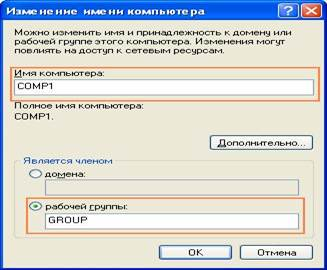 Изменение имени компьютера
Можно изменить имя и принадлежность к домену или
рабочей группе этого компьютера. Изменения могут
повлиять на доступ к сетевым ресурсам.
Имя компьютера:
COMP1
Полное имя компьютера:
COMP1.
Дополнительно...
Является членом
домена:
рабочей группы:
GROUP
OK
Отмена